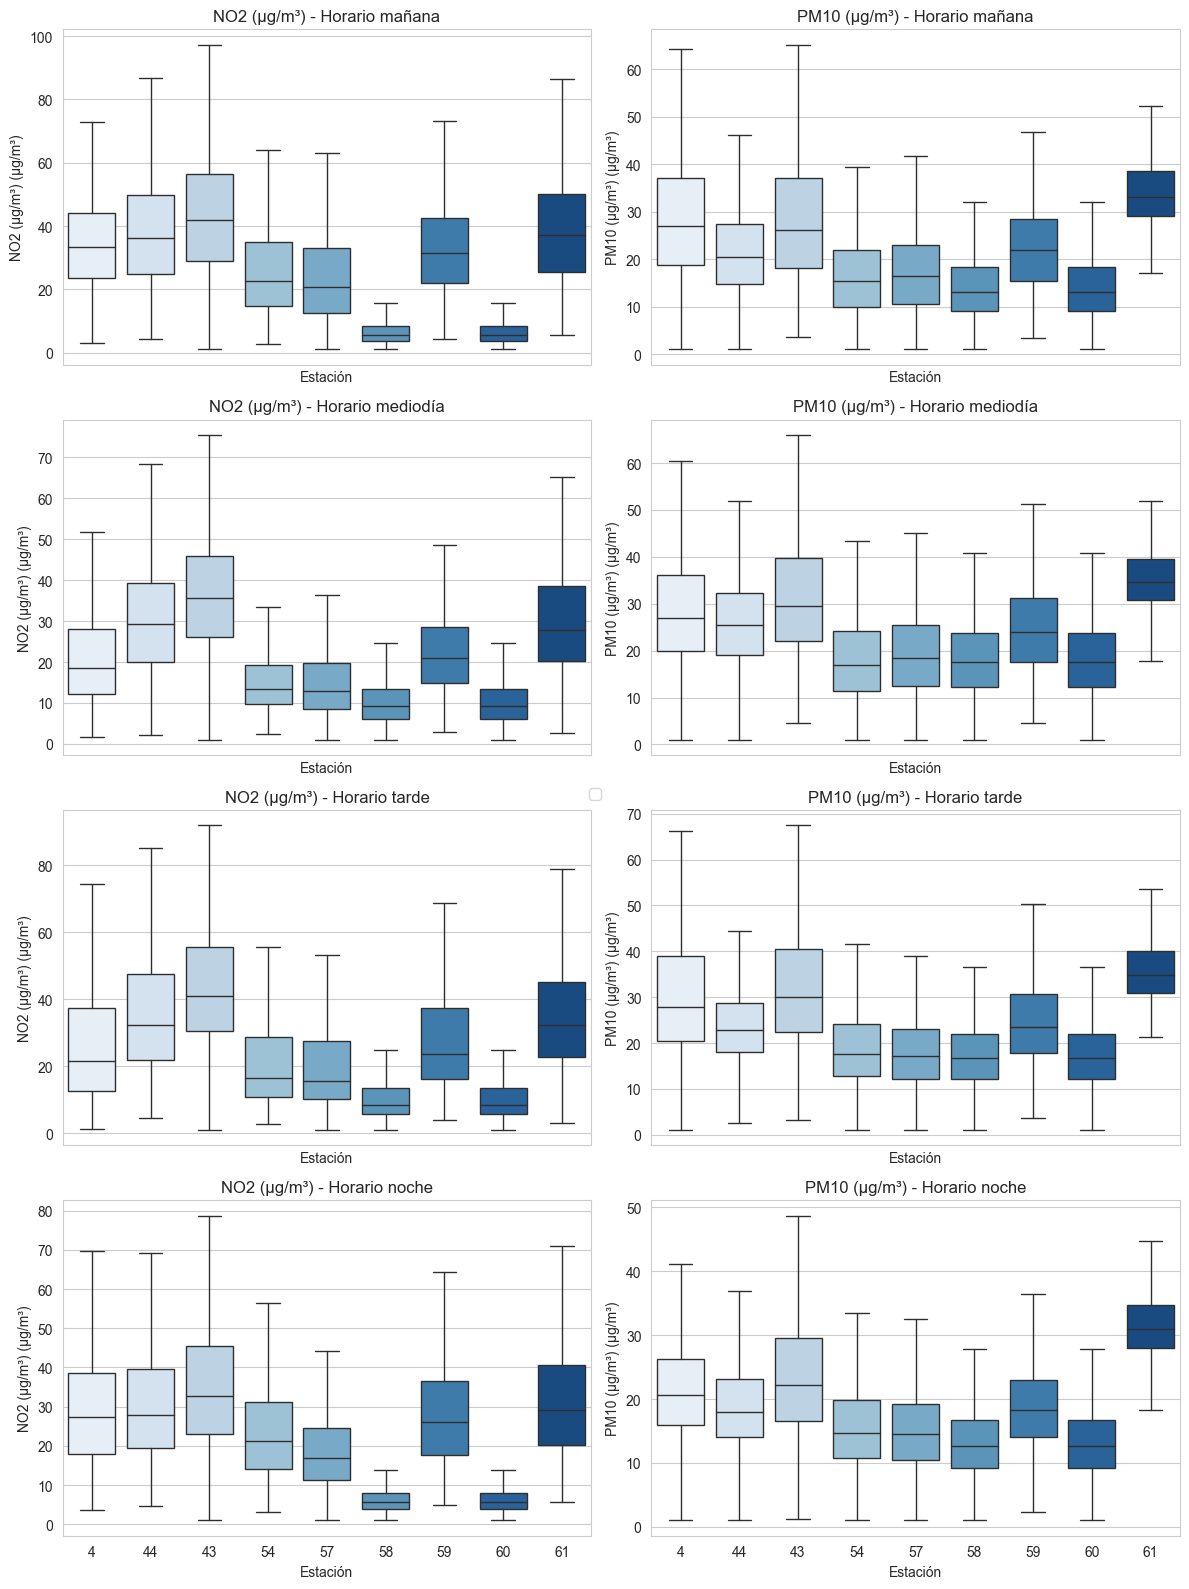 NO2 (µg/m³) - Horario mañana
NO2 (µg/m³) (µg/m³)
100
80
60
40
20
0
Estación
PM10 (µg/m³) - Horario mañana
PM10 (µg/m³) (µg/m³)
60
50
40
30
20
10
0
Estación
NO2 (µg/m³) - Horario mediodía
NO2 (µg/m³) (µg/m³)
70
60
50
40
30
20
10
0
Estación
PM10 (µg/m³) - Horario mediodía
PM10 (µg/m³) (µg/m³)
60
50
40
30
20
10
0
Estación
NO2 (µg/m³) - Horario tarde
NO2 (µg/m³) (µg/m³)
80
60
40
20
0
Estación
PM10 (µg/m³) - Horario tarde
PM10 (µg/m³) (µg/m³)
70
60
50
40
30
20
10
0
Estación
NO2 (µg/m³) - Horario noche
NO2 (µg/m³) (µg/m³)
80
70
60
50
40
30
20
10
0
4 44 43 54 57 58 59 60 61
Estación
PM10 (µg/m³) - Horario noche
PM10 (µg/m³) (µg/m³)
50
40
30
20
10
0
4 44 43 54 57 58 59 60 61
Estación